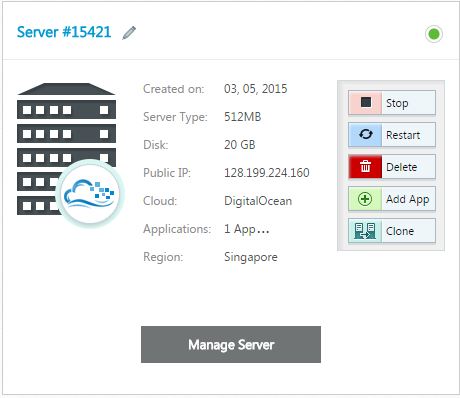 Server #15421
Created on: 03, 05, 2015
Server Type: 512MB
Disk: 20 GB
Public IP: 128.199.224.160
Cloud: DigitalOcean
Applications: 1 App...
Region: Singapore
Stop
Restart
Delete
Add App
Clone
Manage Server